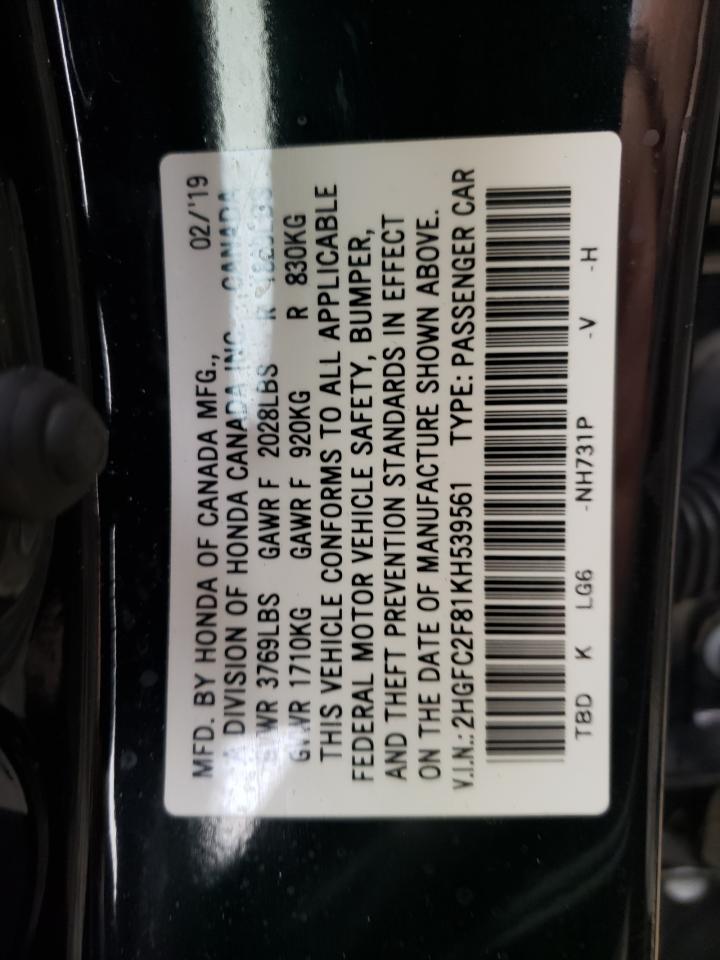 MFD. BY HONDA OF CANADA MFG., 02/'19
A DIVISION OF HONDA CANADA INC. CANADA
GVWR 3769LBS GAWR F 2028LBS R
GVWR 1710KG GAWR F 920KG R 830KG
THIS VEHICLE CONFORMS TO ALL APPLICABLE
FEDERAL MOTOR VEHICLE SAFETY, BUMPER,
AND THEFT PREVENTION STANDARDS IN EFFECT
ON THE DATE OF MANUFACTURE SHOWN ABOVE.
V.I.N.: 2HGFC2F81KH539561 TYPE: PASSENGER CAR
TBD K LG6 -NH731P -V -H